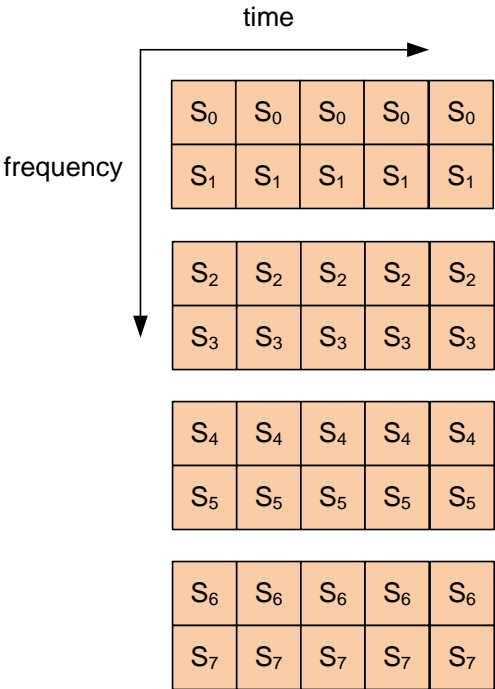 time
frequency
S₀ S₀ S₀ S₀ S₀
S₁ S₁ S₁ S₁ S₁
S₂ S₂ S₂ S₂ S₂
S₃ S₃ S₃ S₃ S₃
S₄ S₄ S₄ S₄ S₄
S₅ S₅ S₅ S₅ S₅
S₆ S₆ S₆ S₆ S₆
S₇ S₇ S₇ S₇ S₇